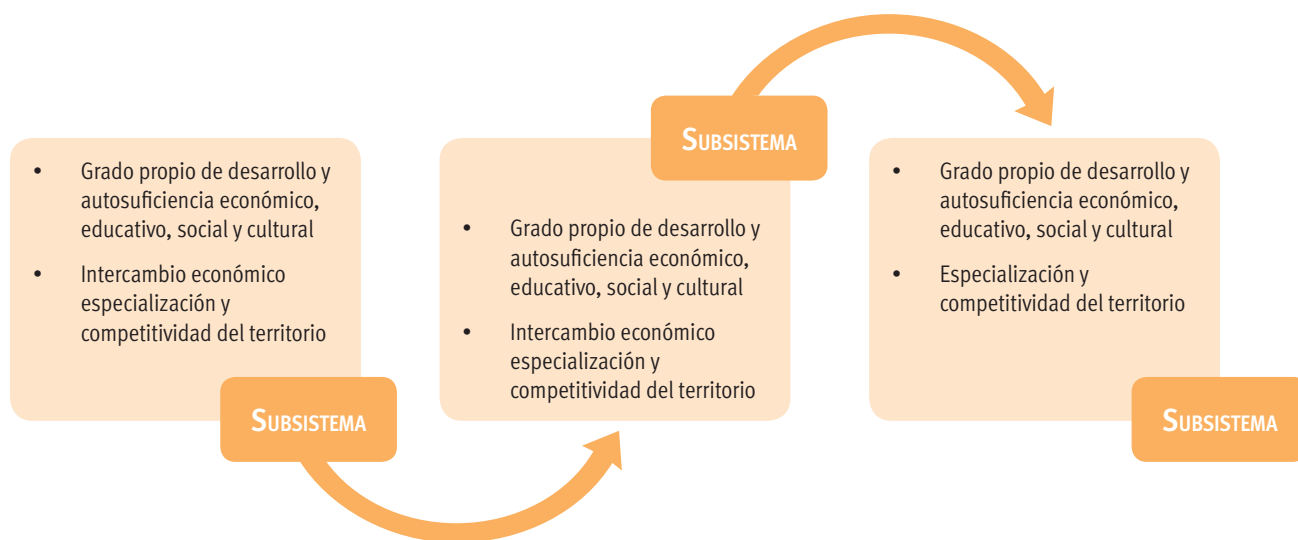 • Grado propio de desarrollo y
autosuficiencia económico,
educativo, social y cultural
• Intercambio económico
especialización y
competitividad del territorio
SUBSISTEMA
SUBSISTEMA
• Grado propio de desarrollo y
autosuficiencia económico,
educativo, social y cultural
• Intercambio económico
especialización y
competitividad del territorio
• Grado propio de desarrollo y
autosuficiencia económico,
educativo, social y cultural
• Especialización y
competitividad del territorio
SUBSISTEMA